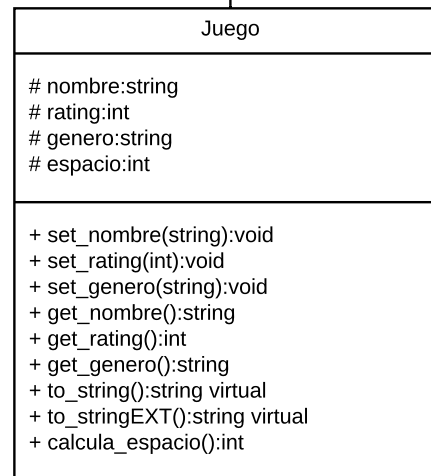 Juego
# nombre:string
# rating:int
# genero:string
# espacio:int
+ set_nombre(string):void
+ set_rating(int):void
+ set_genero(string):void
+ get_nombre():string
+ get_rating():int
+ get_genero():string
+ to_string():string virtual
+ to_stringEXT():string virtual
+ calcula_espacio():int